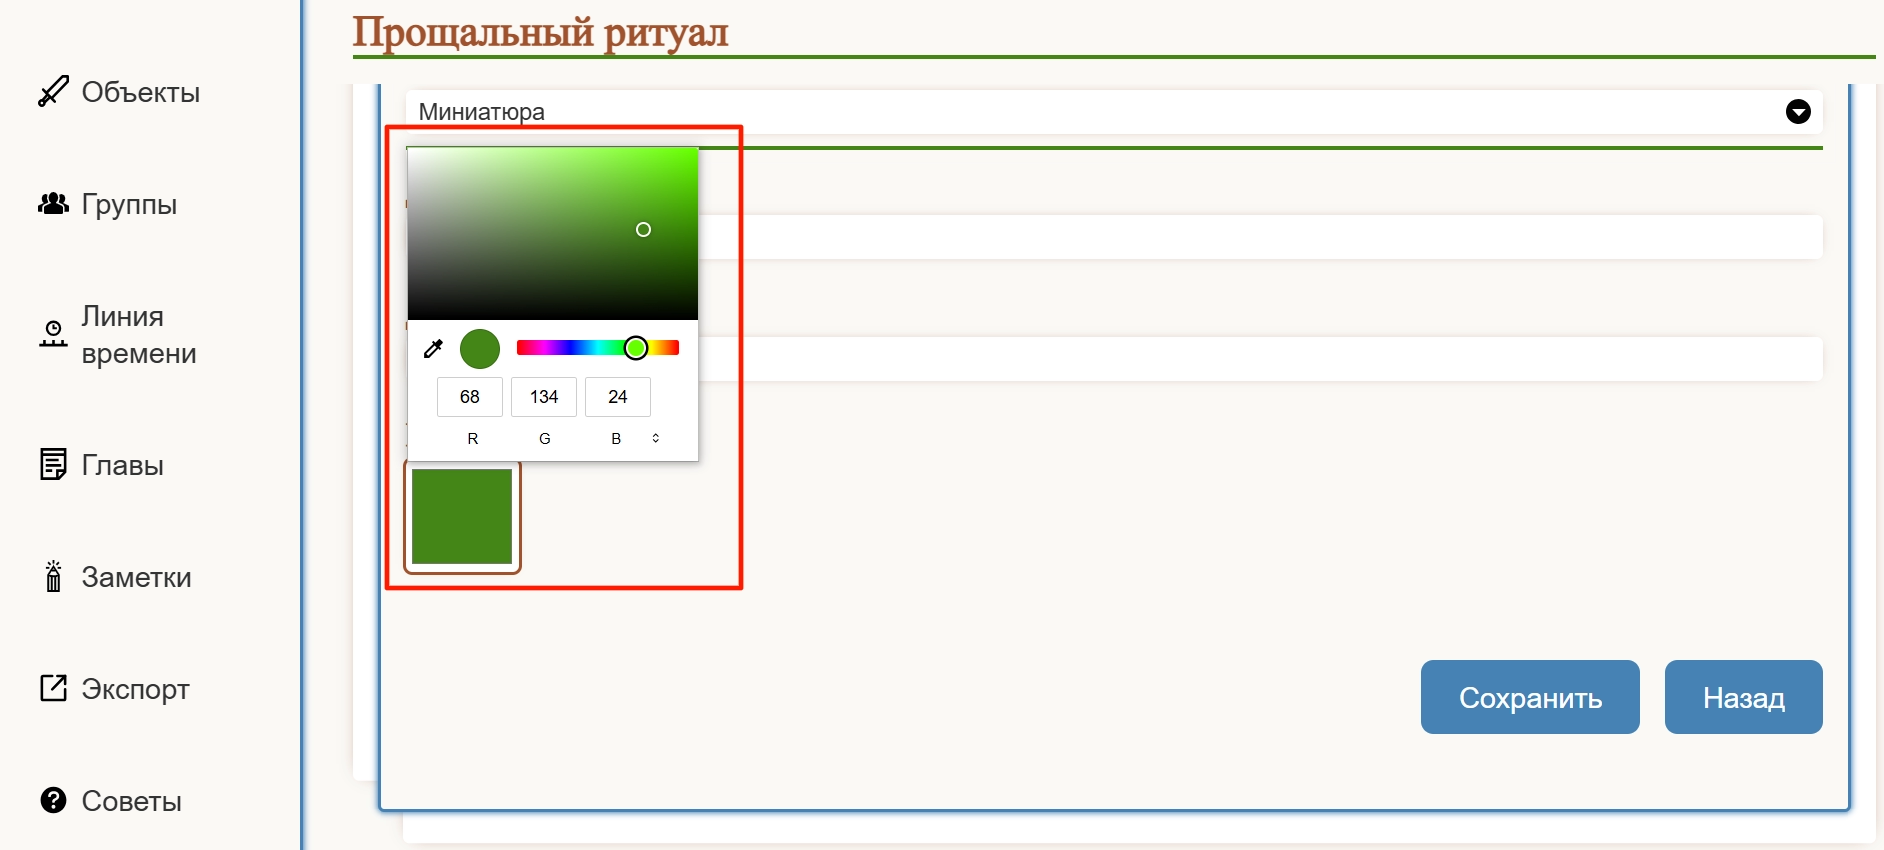 Прощальный ритуал
Объекты
Группы
Линия
времени
Главы
Заметки
Экспорт
Советы
Миниатюра
68 134 24
R G B
Сохранить Назад